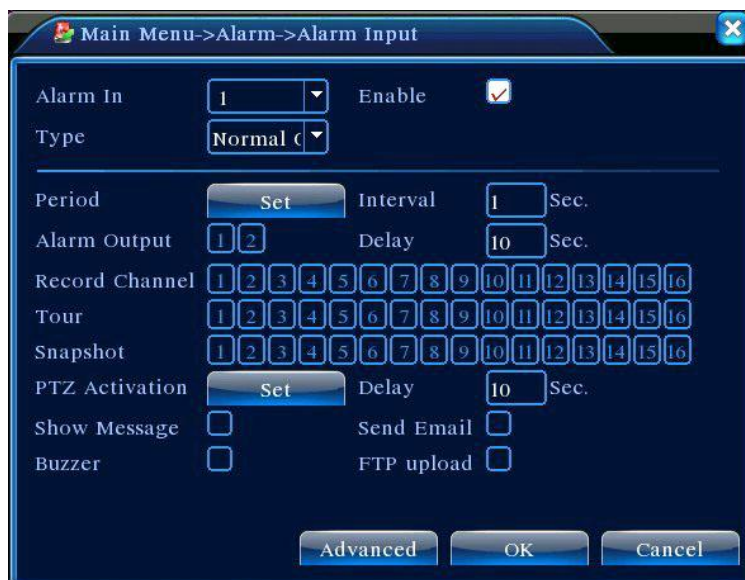 Main Menu->Alarm->Alarm Input
Alarm In 1 Enable
Type Normal
Period Set Interval 1 Sec.
Alarm Output 1 2 Delay 10 Sec.
Record Channel 1 2 3 4 5 6 7 8 9 10 11 12 13 14 15 16
Tour 1 2 3 4 5 6 7 8 9 10 11 12 13 14 15 16
Snapshot 1 2 3 4 5 6 7 8 9 10 11 12 13 14 15 16
PTZ Activation Set Delay 10 Sec.
Show Message Send Email
Buzzer FTP upload
Advanced OK Cancel